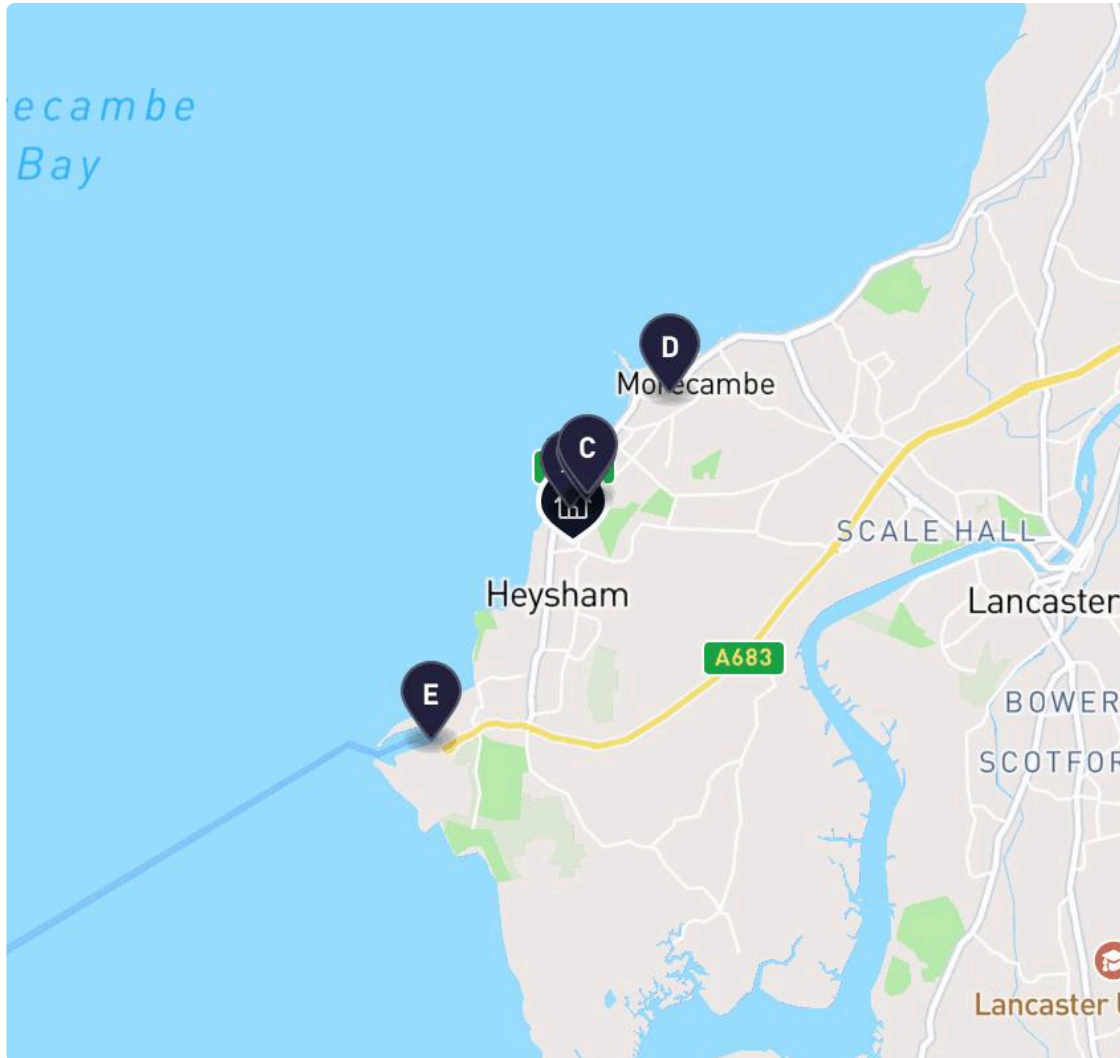 ecambe
Bay
D
Morecambe
C
SCALE HALL
Heysham
Lancaster
A683
E
BOWER
SCOTFOR
Lancaster U